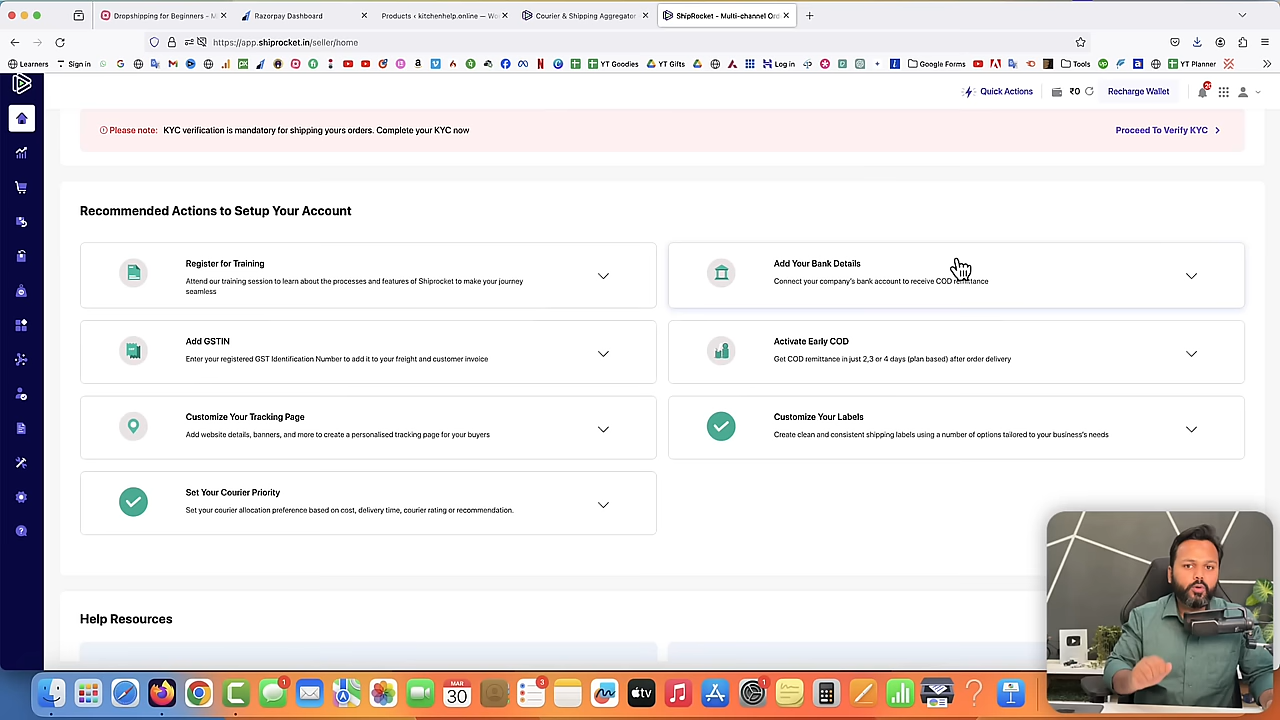 Dropshipping for Beginners - M
Razorpay Dashboard
Products ‹ kitchenhelp.online — Wo
Courier & Shipping Aggregator
ShipRocket - Multi-channel Ord
https://app.shiprocket.in/seller/home
Learners
Sign in
YT Goodies
YT Gifts
Log in
Google Forms
Tools
YT Planner
Quick Actions
₹0
Recharge Wallet
Please note: KYC verification is mandatory for shipping yours orders. Complete your KYC now
Proceed To Verify KYC
Recommended Actions to Setup Your Account
Register for Training
Attend our training session to learn about the processes and features of Shiprocket to make your journey
seamless
Add Your Bank Details
Connect your company's bank account to receive COD remittance
Add GSTIN
Enter your registered GST Identification Number to add it to your freight and customer invoice
Activate Early COD
Get COD remittance in just 2,3 or 4 days (plan based) after order delivery
Customize Your Tracking Page
Add website details, banners, and more to create a personalised tracking page for your buyers
Customize Your Labels
Create clean and consistent shipping labels using a number of options tailored to your business's needs
Set Your Courier Priority
Set your courier allocation preference based on cost, delivery time, courier rating or recommendation.
Help Resources
1
MAR
30
3
tv
1